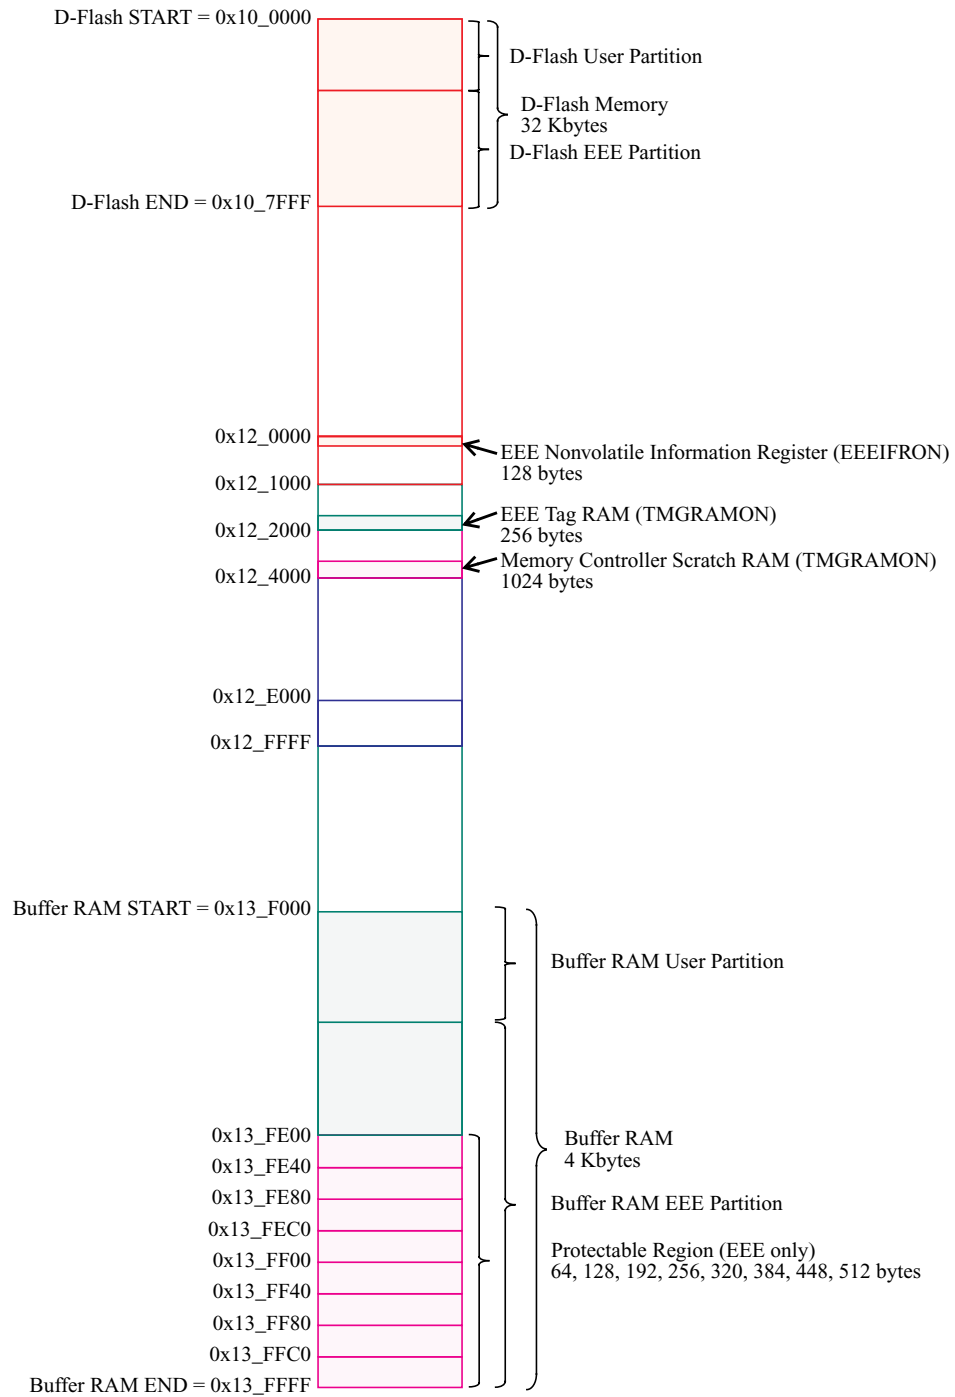 D-Flash START = 0x10_0000
D-Flash User Partition
D-Flash Memory
32 Kbytes
D-Flash EEE Partition
D-Flash END = 0x10_7FFF
0x12_0000
EEE Nonvolatile Information Register (EEEIFRON)
128 bytes
0x12_1000
EEE Tag RAM (TMGRAMON)
256 bytes
0x12_2000
Memory Controller Scratch RAM (TMGRAMON)
1024 bytes
0x12_4000
0x12_E000
0x12_FFFF
Buffer RAM START = 0x13_F000
Buffer RAM User Partition
0x13_FE00
Buffer RAM
4 Kbytes
0x13_FE40
0x13_FE80
Buffer RAM EEE Partition
0x13_FEC0
0x13_FF00
Protectable Region (EEE only)
64, 128, 192, 256, 320, 384, 448, 512 bytes
0x13_FF40
0x13_FF80
0x13_FFC0
Buffer RAM END = 0x13_FFFF